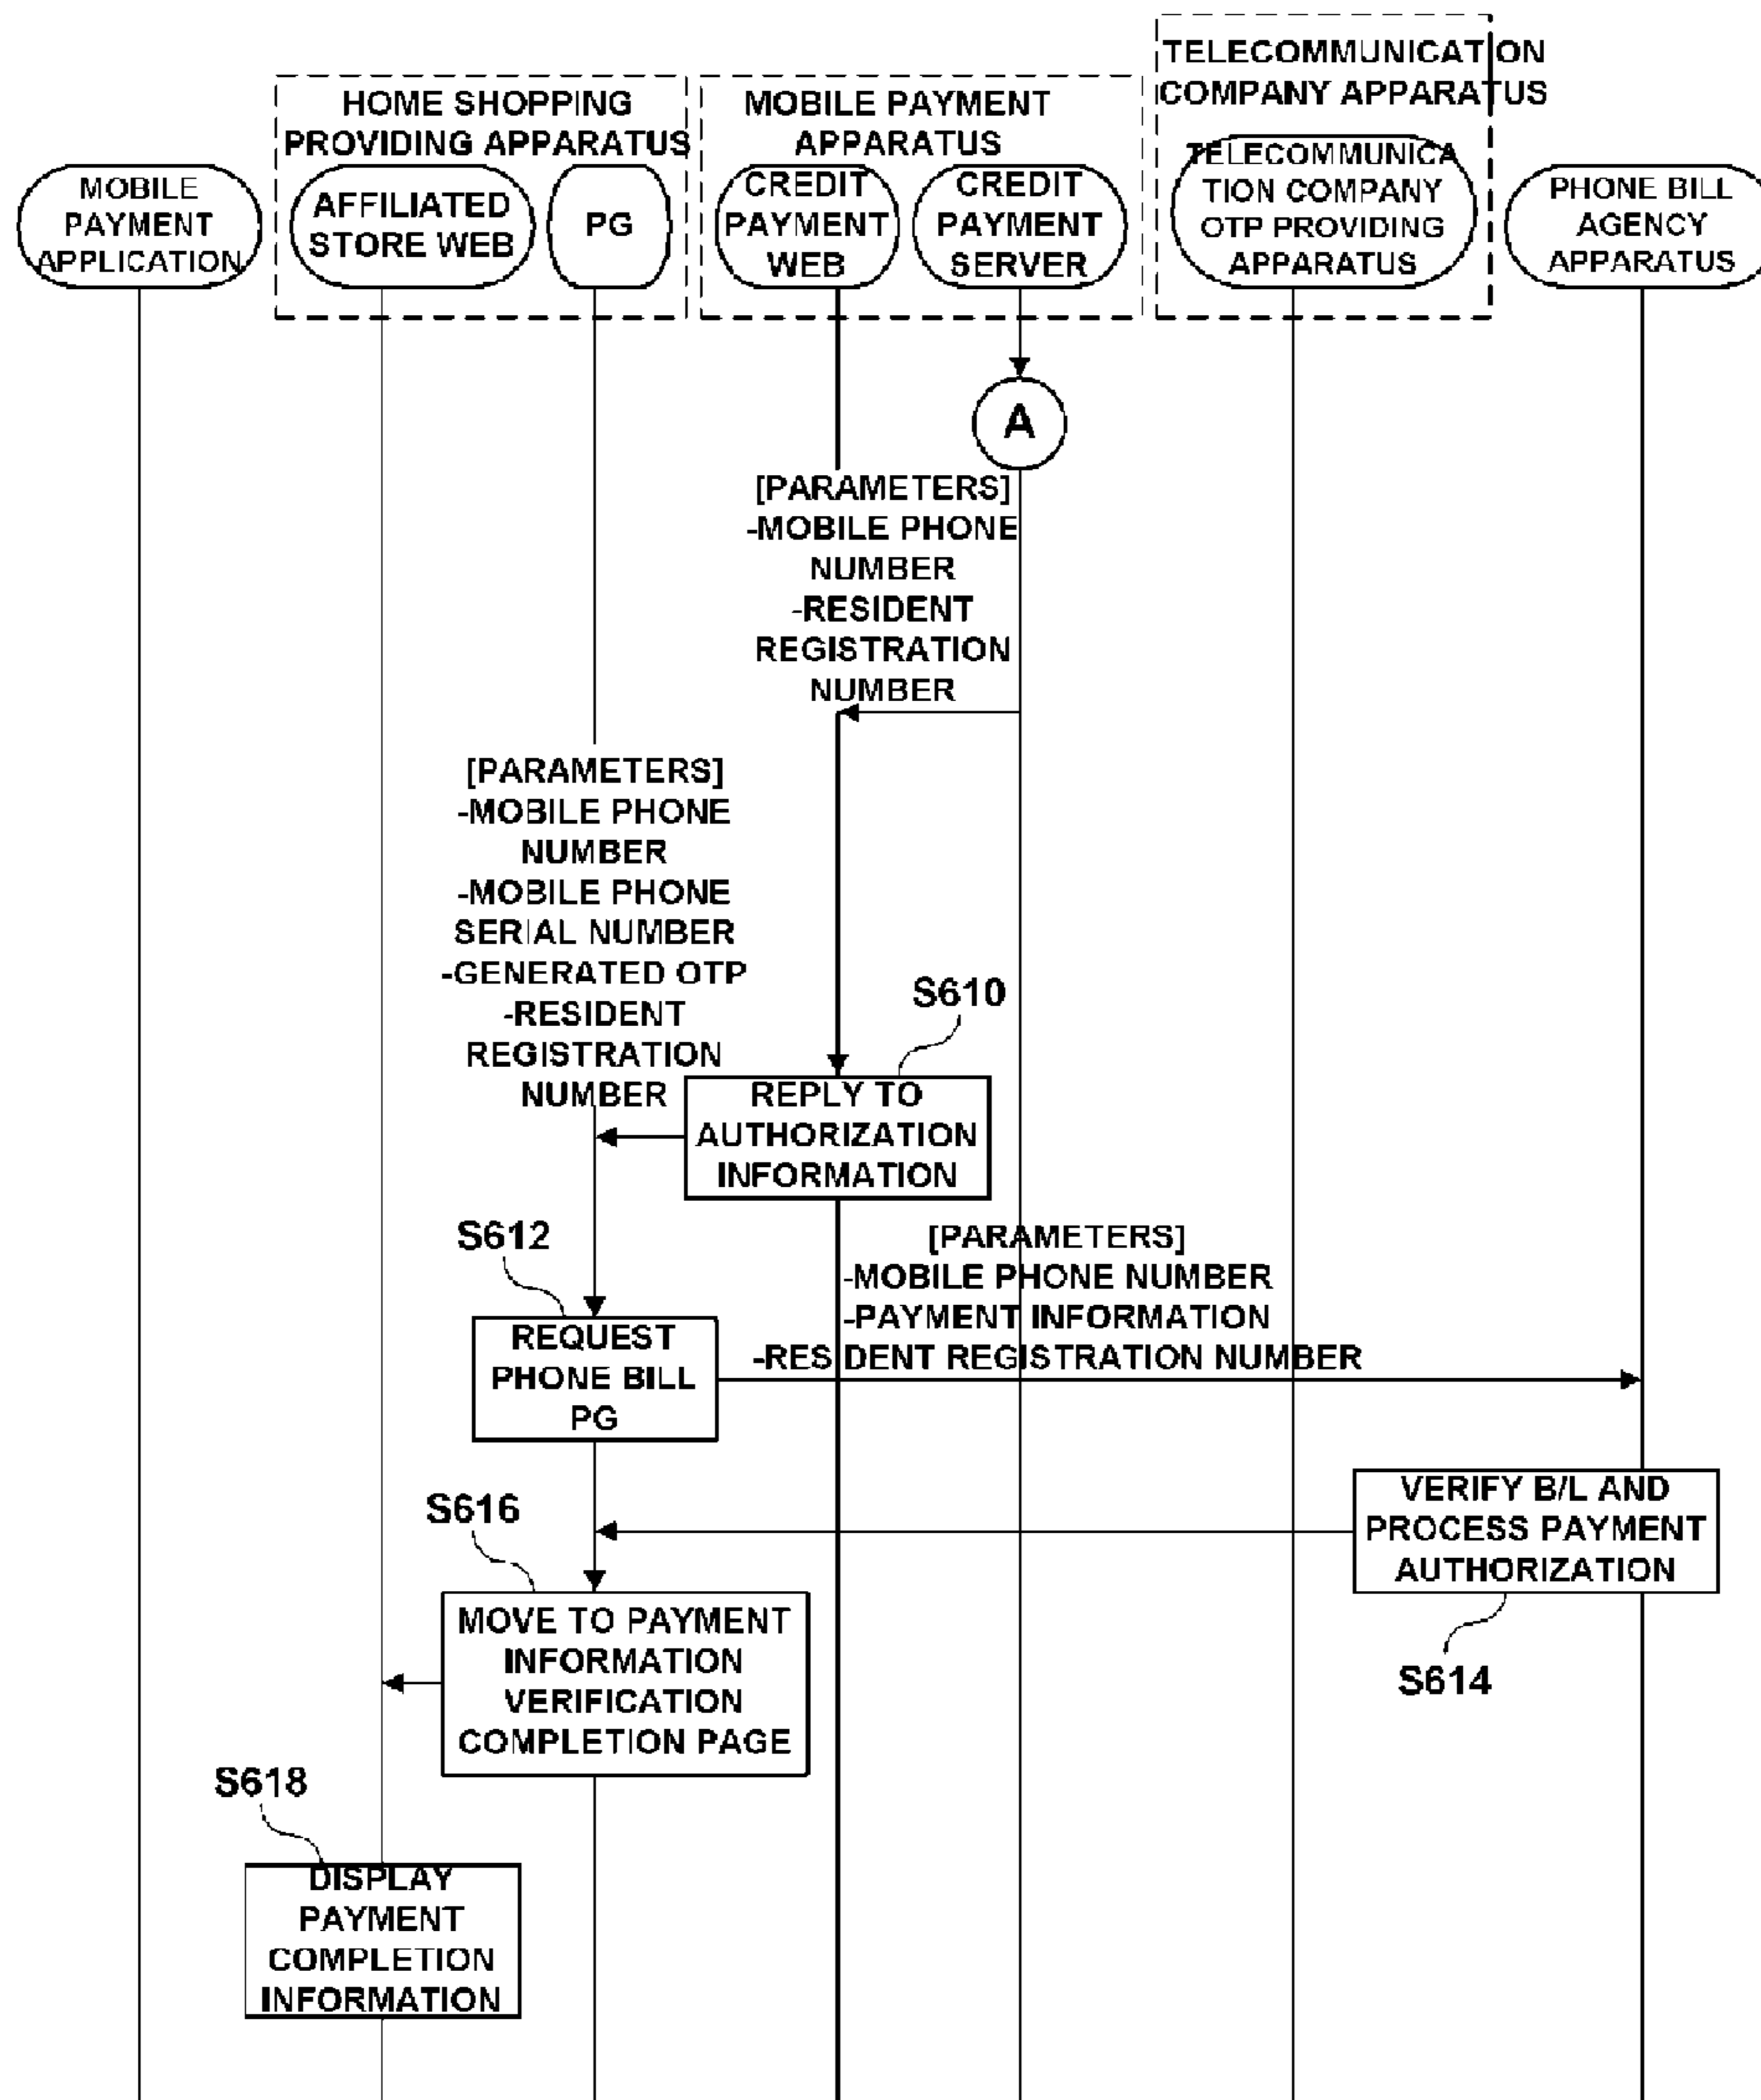 TELECOMMUNICATION
COMPANY APPARATUS
HOME SHOPPING
PROVIDING APPARATUS
MOBILE PAYMENT
APPARATUS
MOBILE
PAYMENT
APPLICATION
AFFILIATED
STORE WEB
PG
CREDIT
PAYMENT
WEB
CREDIT
PAYMENT
SERVER
TELECOMMUNICA
TION COMPANY
OTP PROVIDING
APPARATUS
PHONE BILL
AGENCY
APPARATUS
A
[PARAMETERS]
-MOBILE PHONE
NUMBER
-RESIDENT
REGISTRATION
NUMBER
[PARAMETERS]
-MOBILE PHONE
NUMBER
-MOBILE PHONE
SERIAL NUMBER
-GENERATED OTP
-RESIDENT
REGISTRATION
NUMBER
S610
REPLY TO
AUTHORIZATION
INFORMATION
S612
[PARAMETERS]
-MOBILE PHONE NUMBER
-PAYMENT INFORMATION
-RESIDENT REGISTRATION NUMBER
REQUEST
PHONE BILL
PG
VERIFY B/L AND
PROCESS PAYMENT
AUTHORIZATION
S614
S616
MOVE TO PAYMENT
INFORMATION
VERIFICATION
COMPLETION PAGE
S618
DISPLAY
PAYMENT
COMPLETION
INFORMATION